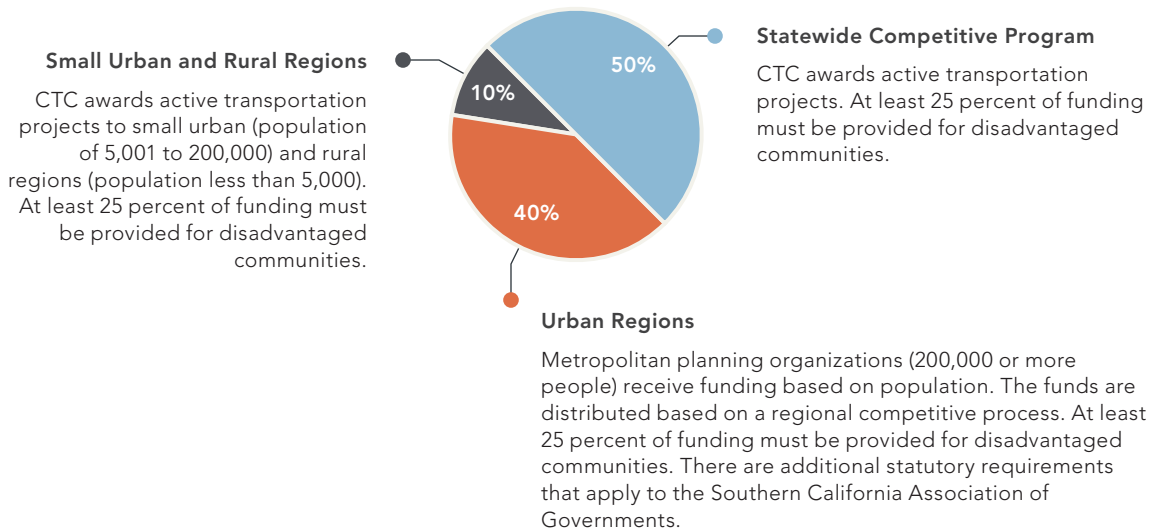 Small Urban and Rural Regions
CTC awards active transportation
projects to small urban (population
of 5,001 to 200,000) and rural
regions (population less than 5,000).
At least 25 percent of funding must
be provided for disadvantaged
communities.
10%
50%
40%
Statewide Competitive Program
CTC awards active transportation
projects. At least 25 percent of funding
must be provided for disadvantaged
communities.
Urban Regions
Metropolitan planning organizations (200,000 or more
people) receive funding based on population. The funds are
distributed based on a regional competitive process. At least
25 percent of funding must be provided for disadvantaged
communities. There are additional statutory requirements
that apply to the Southern California Association of
Governments.